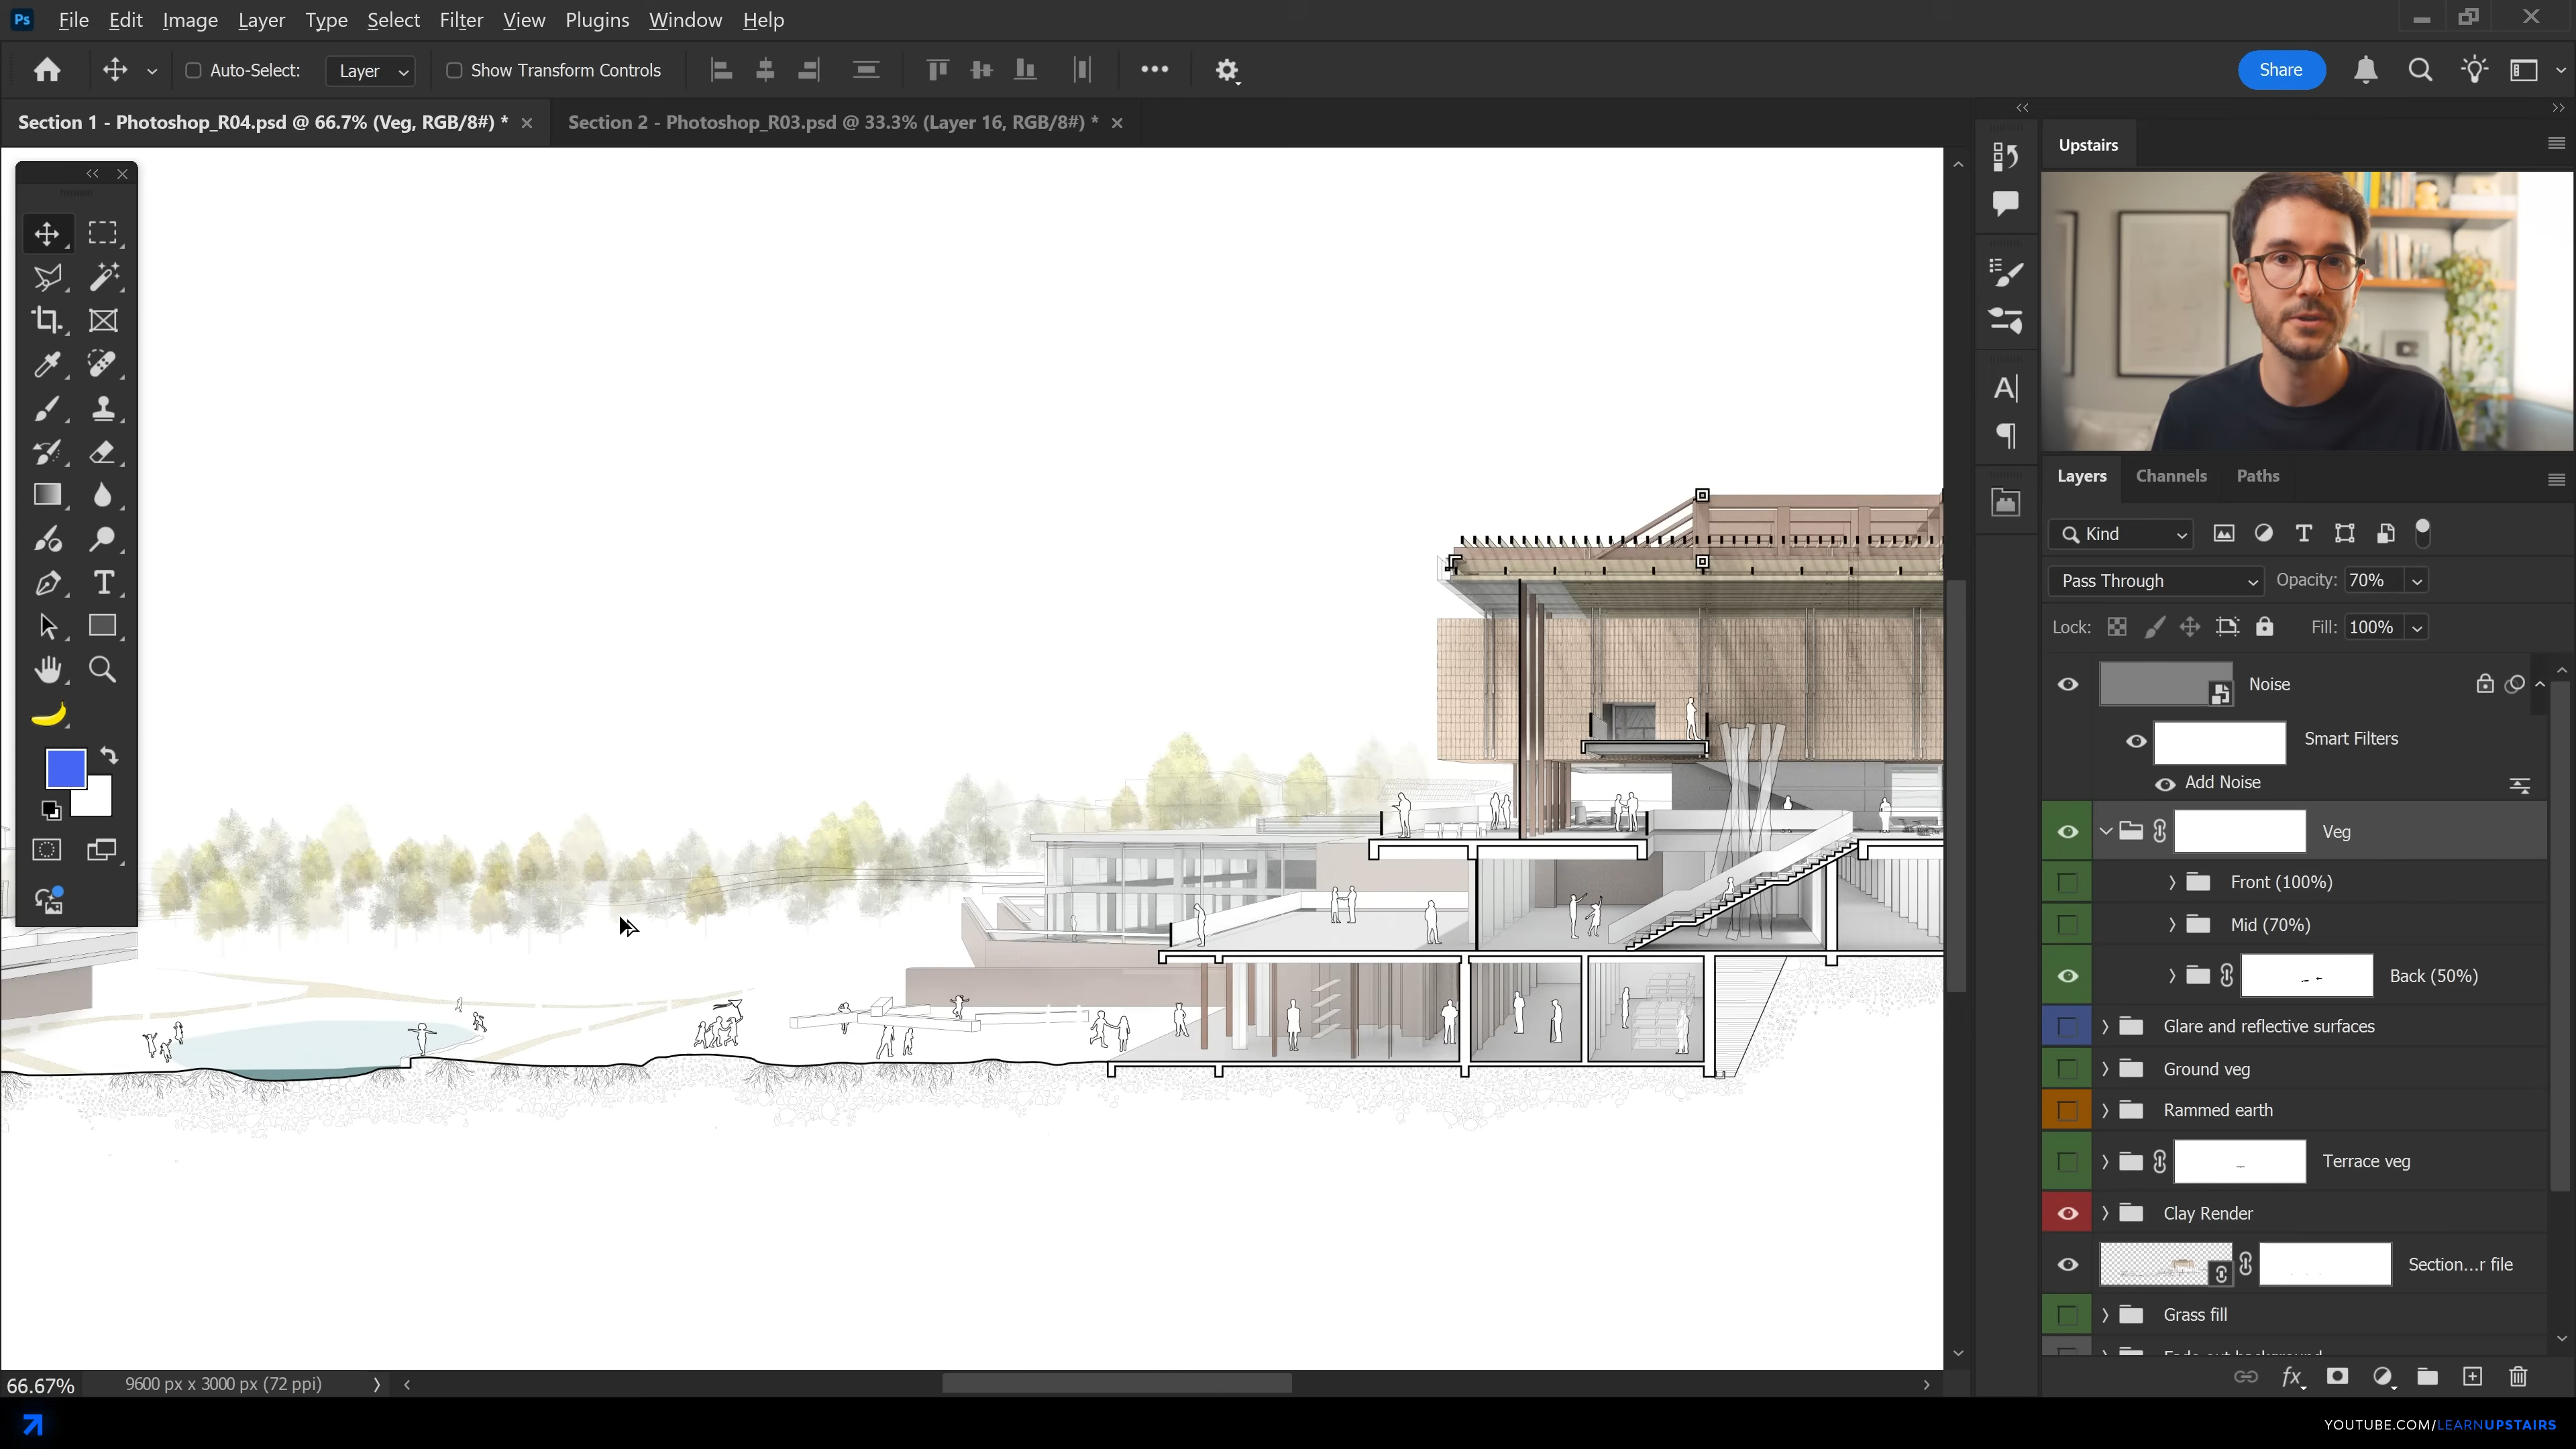 Ps File Edit Image Layer Type Select Filter View Plugins Window Help
Auto-Select: Layer Show Transform Controls Share
Section 1 - Photoshop_R04.psd @ 66.7% (Veg, RGB/8#) * Section 2 - Photoshop_R03.psd @ 33.3% (Layer 16, RGB/8#) *
Upstairs
Layers Channels Paths
Kind
Pass Through Opacity: 70%
Lock: Fill: 100%
Noise
Smart Filters
Add Noise
Veg
Front (100%)
Mid (70%)
Back (50%)
Glare and reflective surfaces
Ground veg
Rammed earth
Terrace veg
Clay Render
Section...r file
Grass fill
66.67% 9600 px x 3000 px (72 ppi)
YOUTUBE.COM/LEARNUPSTAIRS